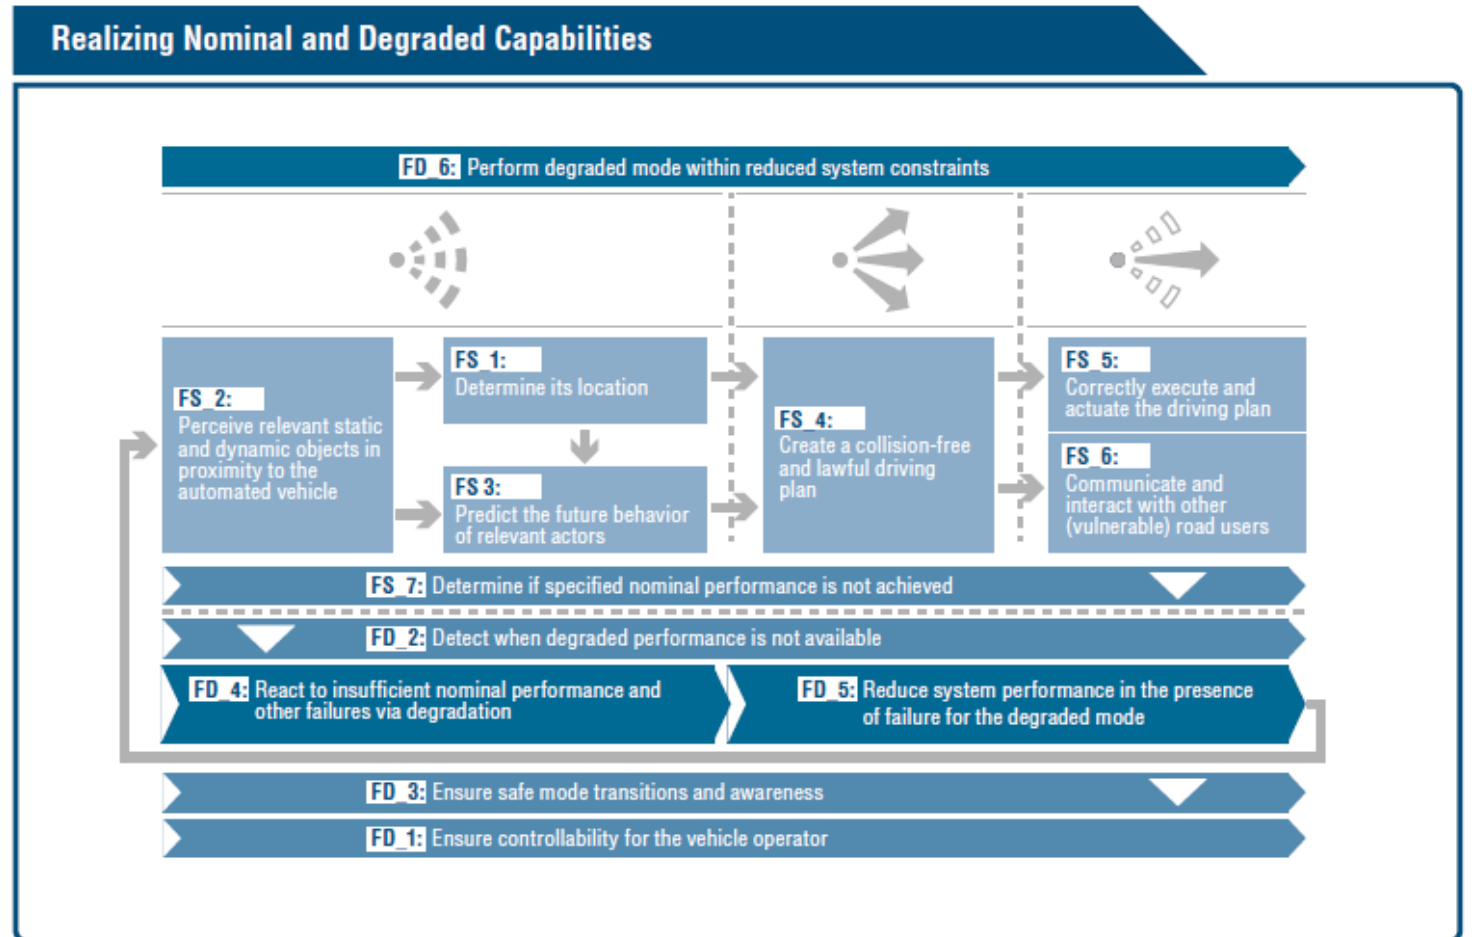 Realizing Nominal and Degraded Capabilities
FD_6: Perform degraded mode within reduced system constraints
FS_2:
Perceive relevant static
and dynamic objects in
proximity to the
automated vehicle
FS_1:
Determine its location
FS 3:
Predict the future behavior
of relevant actors
FS_4:
Create a collision-free
and lawful driving
plan
FS_5:
Correctly execute and
actuate the driving plan
FS_6:
Communicate and
interact with other
(vulnerable) road users
FS_7: Determine if specified nominal performance is not achieved
FD_2: Detect when degraded performance is not available
FD_4: React to insufficient nominal performance and
other failures via degradation
FD_5: Reduce system performance in the presence
of failure for the degraded mode
FD_3: Ensure safe mode transitions and awareness
FD_1: Ensure controllability for the vehicle operator